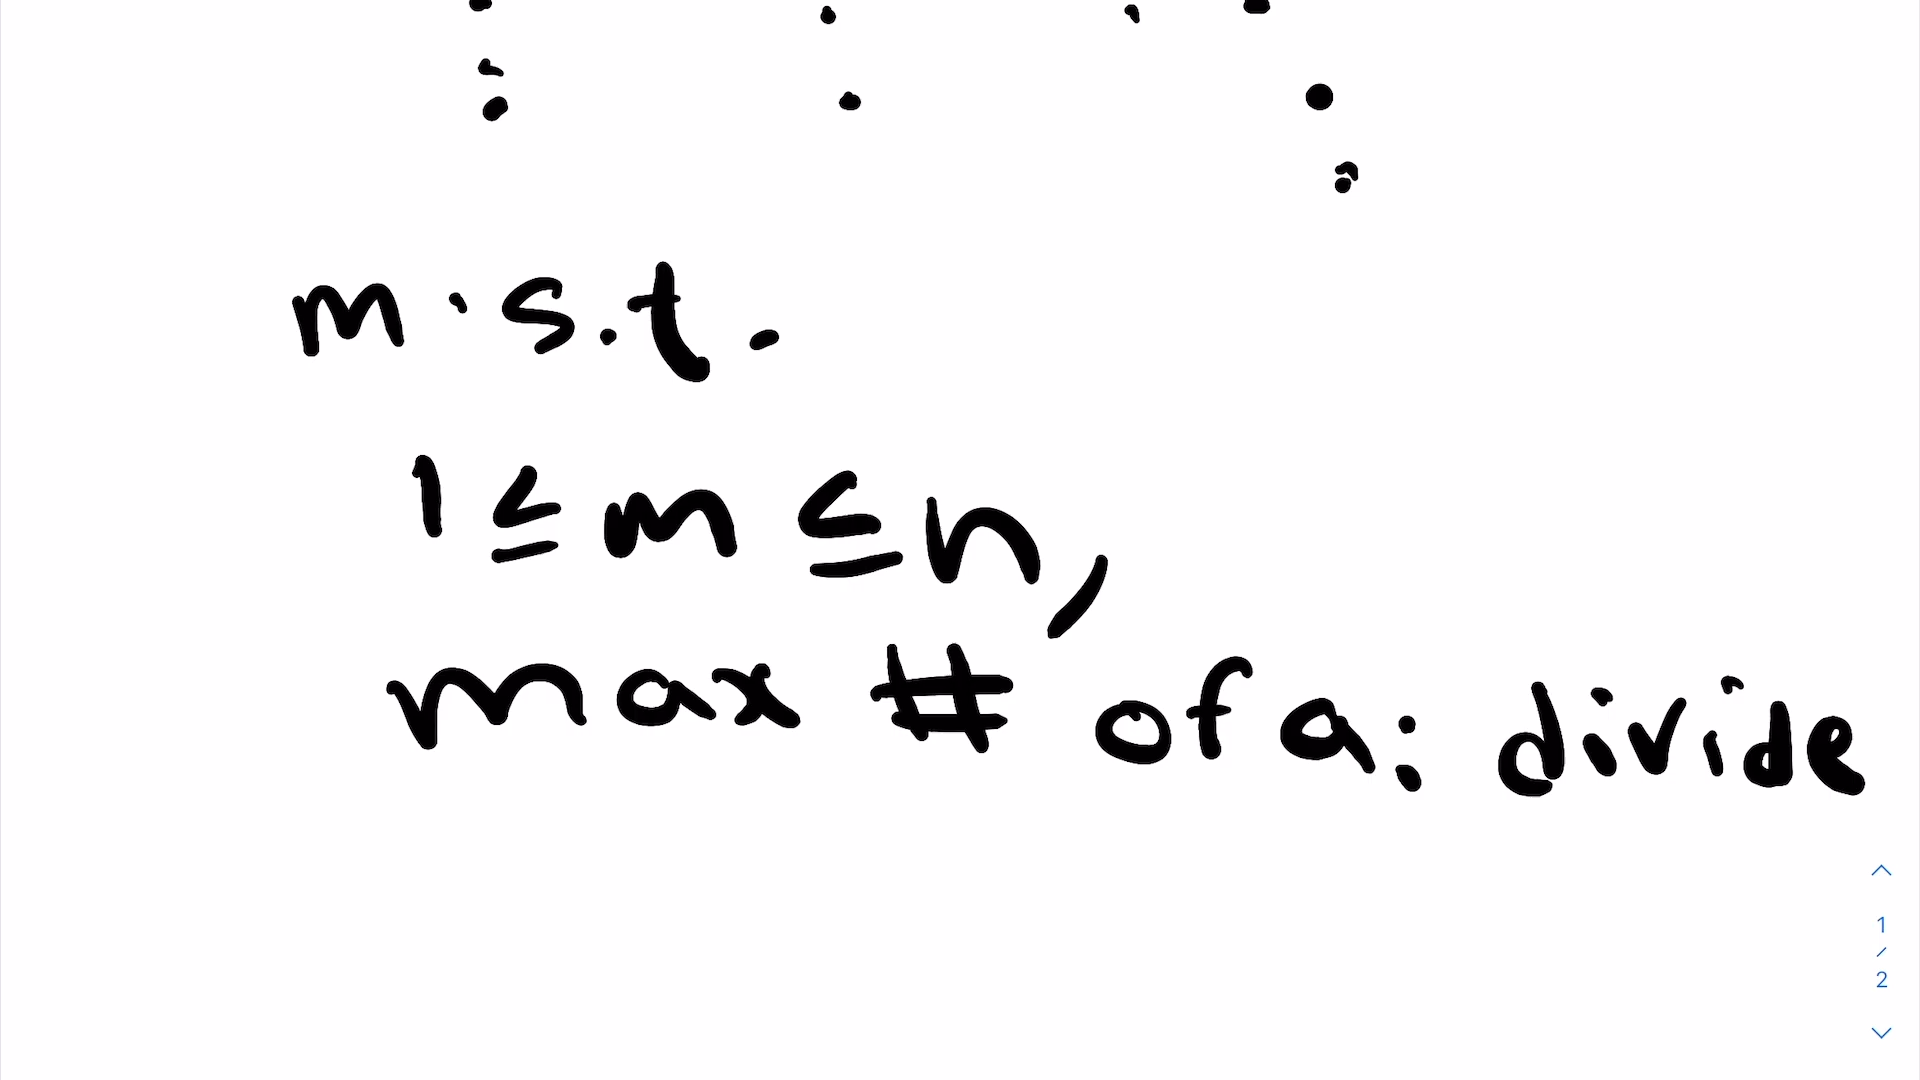 m. s.t.
1 ≤ m ≤ n,
max # of a: divide
1
/
2